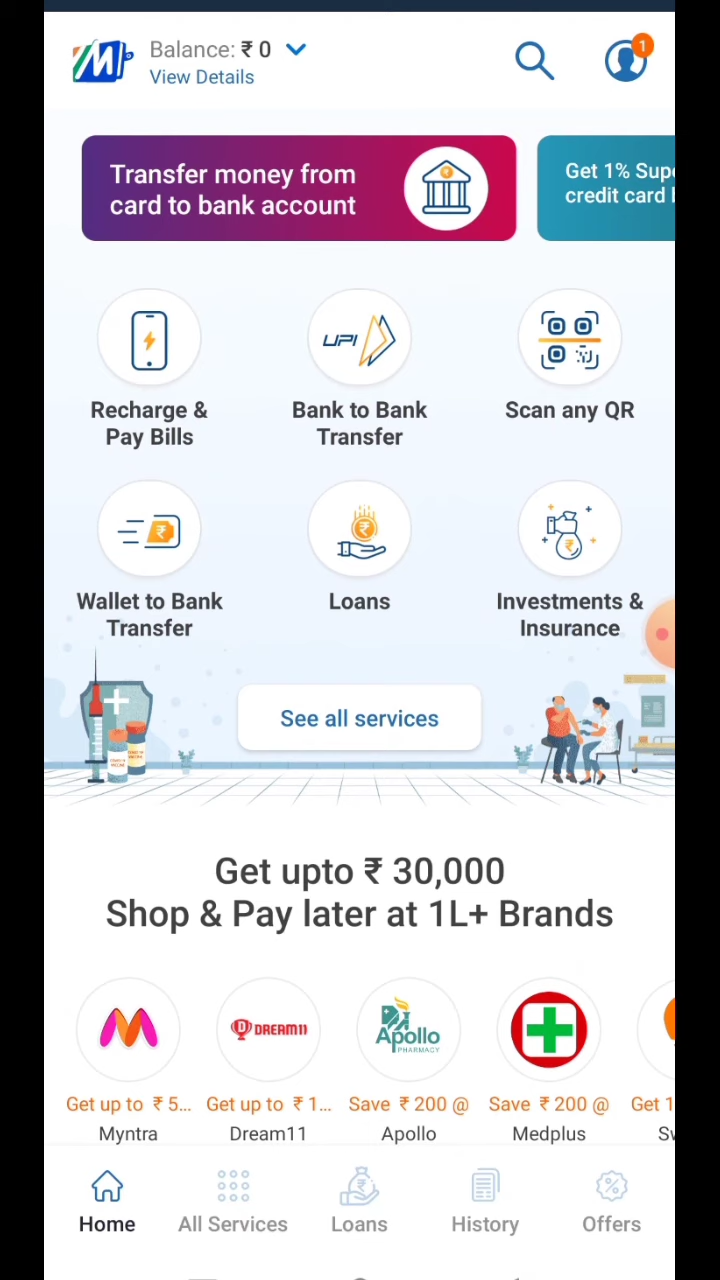 Balance: ₹ 0
View Details
1
Transfer money from
card to bank account
Get 1%
credit card
UPI
Recharge &
Pay Bills
Bank to Bank
Transfer
Scan any QR
Wallet to Bank
Transfer
Loans
Investments &
Insurance
See all services
Get upto ₹ 30,000
Shop & Pay later at 1L+ Brands
DREAM11
Apollo
PHARMACY
Get up to ₹ 5...
Get up to ₹ 1...
Save ₹ 200 @
Save ₹ 200 @
Get 1
Myntra
Dream11
Apollo
Medplus
Home
All Services
Loans
History
Offers